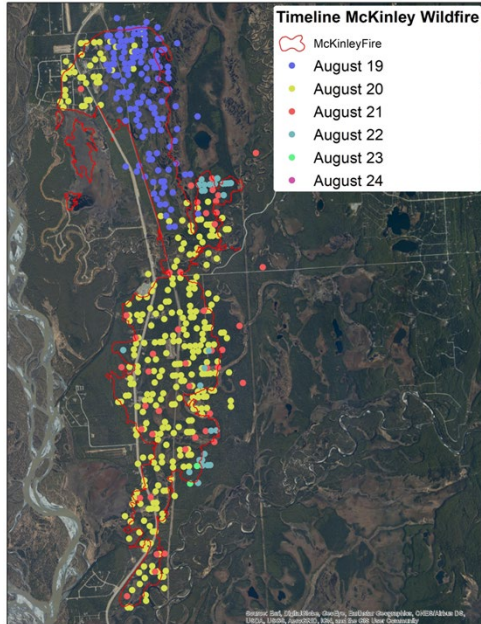 Timeline McKinley Wildfire
McKinleyFire
August 19
August 20
August 21
August 22
August 23
August 24
Source: Esri, DigitalGlobe, GeoEye, Earthstar Geographics, CNES/Airbus DS,
USDA, USGS, AeroGRID, IGN, and the GIS User Community